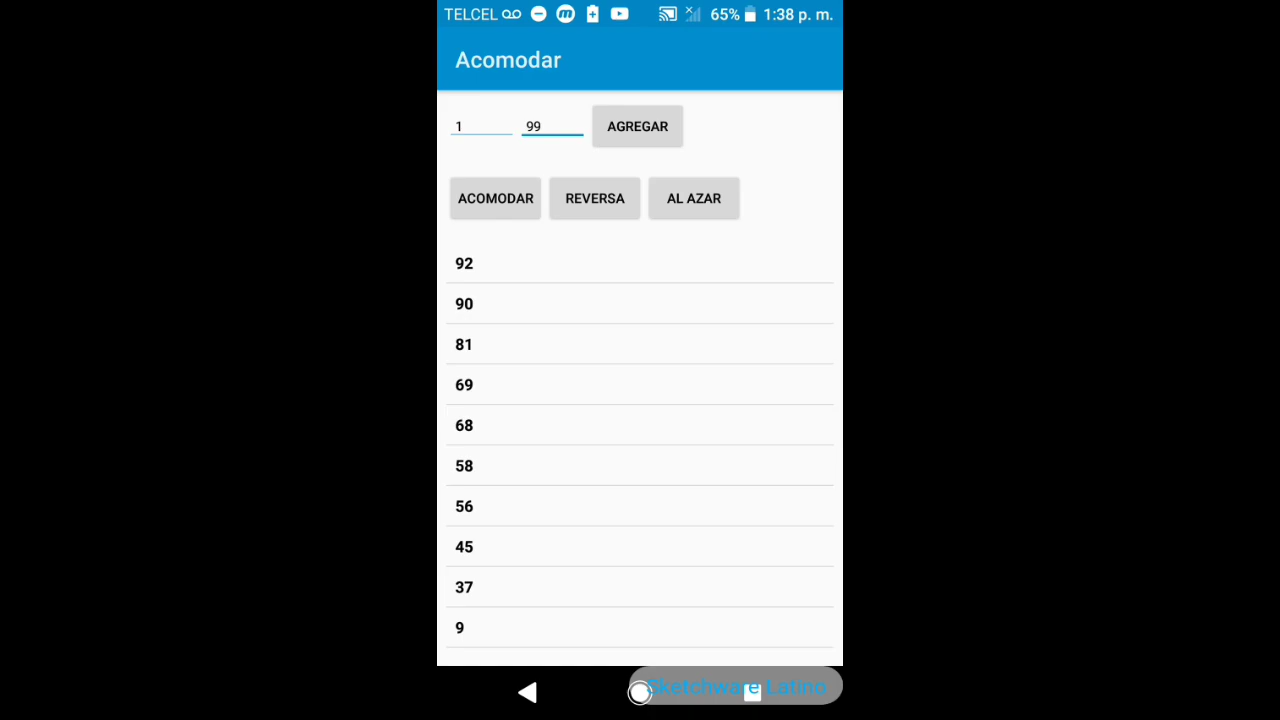 TELCEL 65% 1:38 p. m.
Acomodar
1 99 AGREGAR
ACOMODAR REVERSA AL AZAR
92
90
81
69
68
58
56
45
37
9
Sketchware Latino